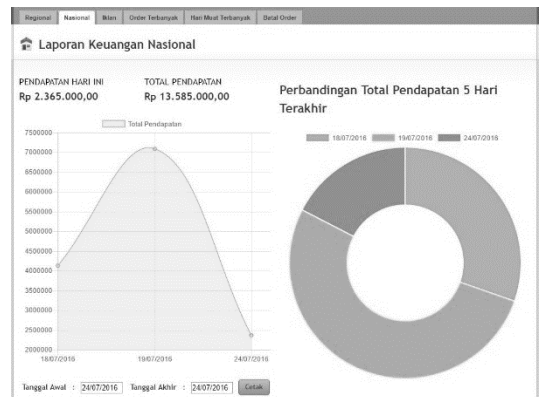 Regional Nasional Iklan Order Terbanyak Hari Muat Terbanyak Batal Order
Laporan Keuangan Nasional
PENDAPATAN HARI INI TOTAL PENDAPATAN
Rp 2.365.000,00 Rp 13.585.000,00
Total Pendapatan
7500000
7000000
6500000
6000000
5500000
5000000
4500000
4000000
3500000
3000000
2500000
2000000
18/07/2016 19/07/2016 24/07/2016
Tanggal Awal : 24/07/2016 Tanggal Akhir : 24/07/2016 Cetak
Perbandingan Total Pendapatan 5 Hari
Terakhir
18/07/2016 19/07/2016 24/07/2016